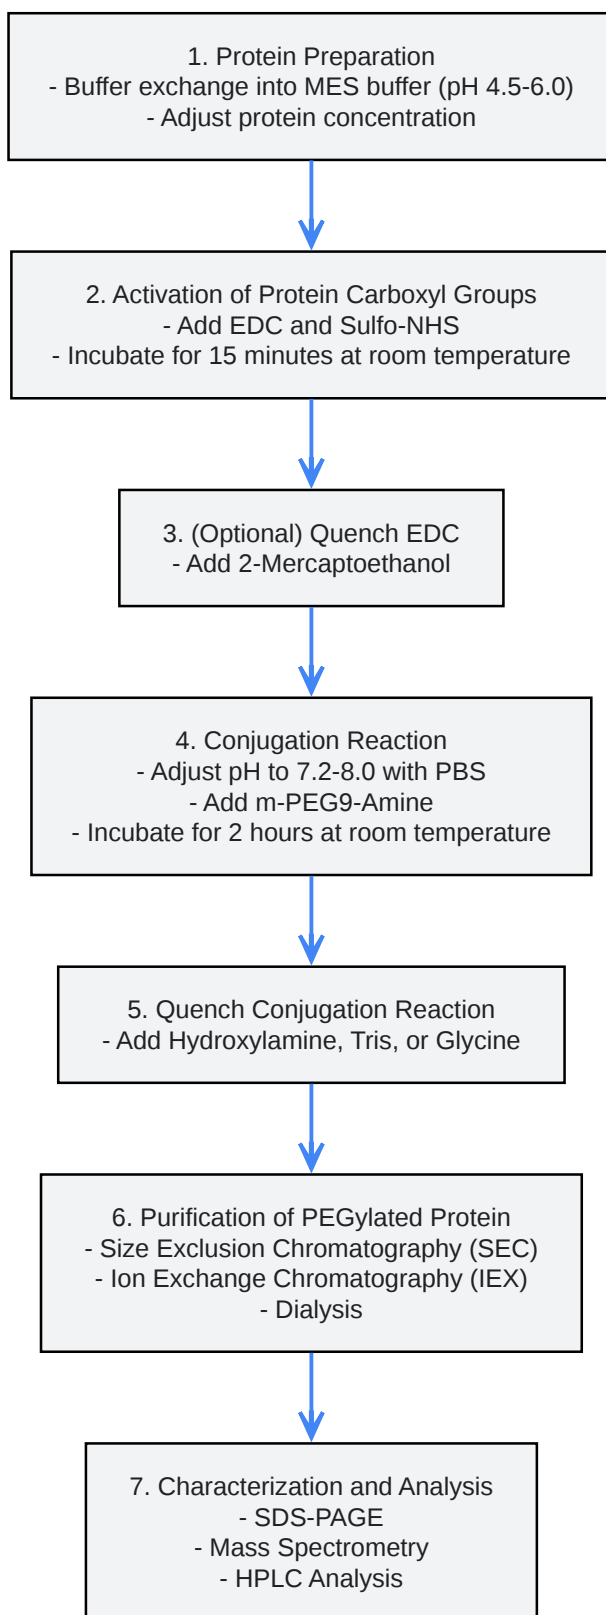 1. Protein Preparation
- Buffer exchange into MES buffer (pH 4.5-6.0)
- Adjust protein concentration
2. Activation of Protein Carboxyl Groups
- Add EDC and Sulfo-NHS
- Incubate for 15 minutes at room temperature
3. (Optional) Quench EDC
- Add 2-Mercaptoethanol
4. Conjugation Reaction
- Adjust pH to 7.2-8.0 with PBS
- Add m-PEG9-Amine
- Incubate for 2 hours at room temperature
5. Quench Conjugation Reaction
- Add Hydroxylamine, Tris, or Glycine
6. Purification of PEGylated Protein
- Size Exclusion Chromatography (SEC)
- Ion Exchange Chromatography (IEX)
- Dialysis
7. Characterization and Analysis
- SDS-PAGE
- Mass Spectrometry
- HPLC Analysis